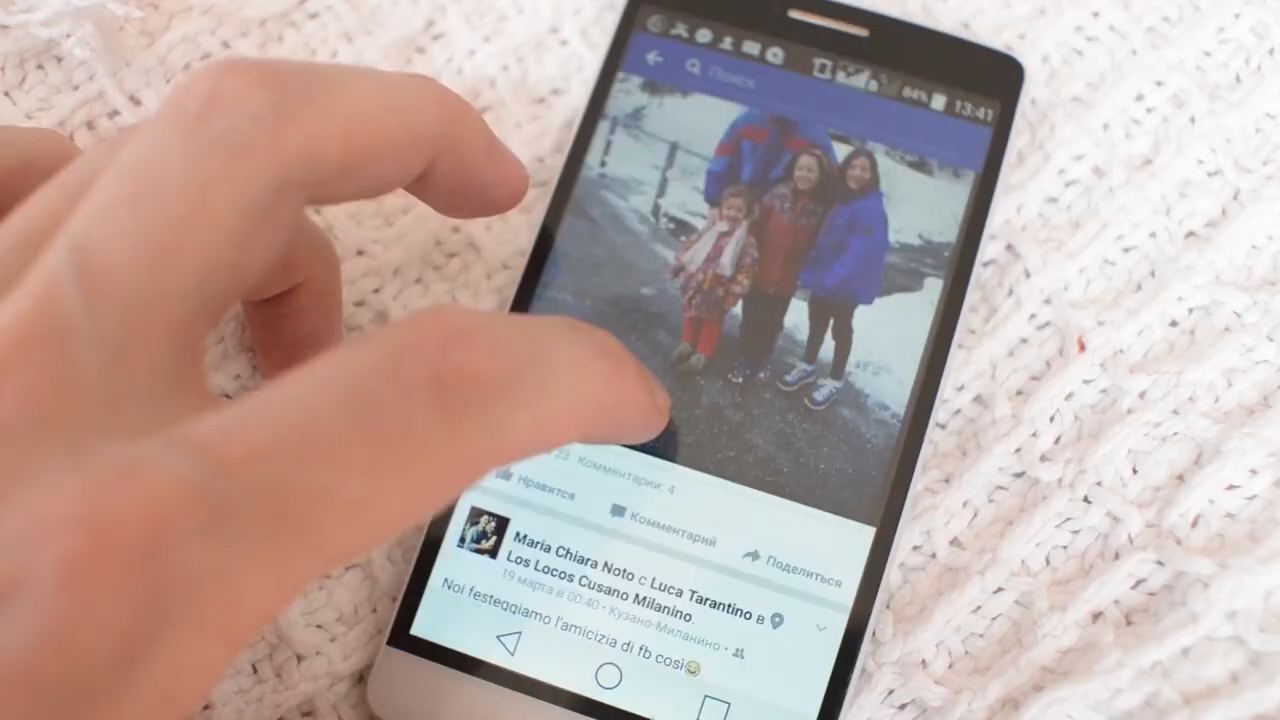 84% 13:41
Поиск
23 Комментарии: 4
Нравится Комментарий Поделиться
Maria Chiara Noto с Luca Tarantino в
Los Locos Cusano Milanino.
19 марта в 00:40 • Кузано-Миланино •
Noi festeggiamo l'amicizia di fb così😂